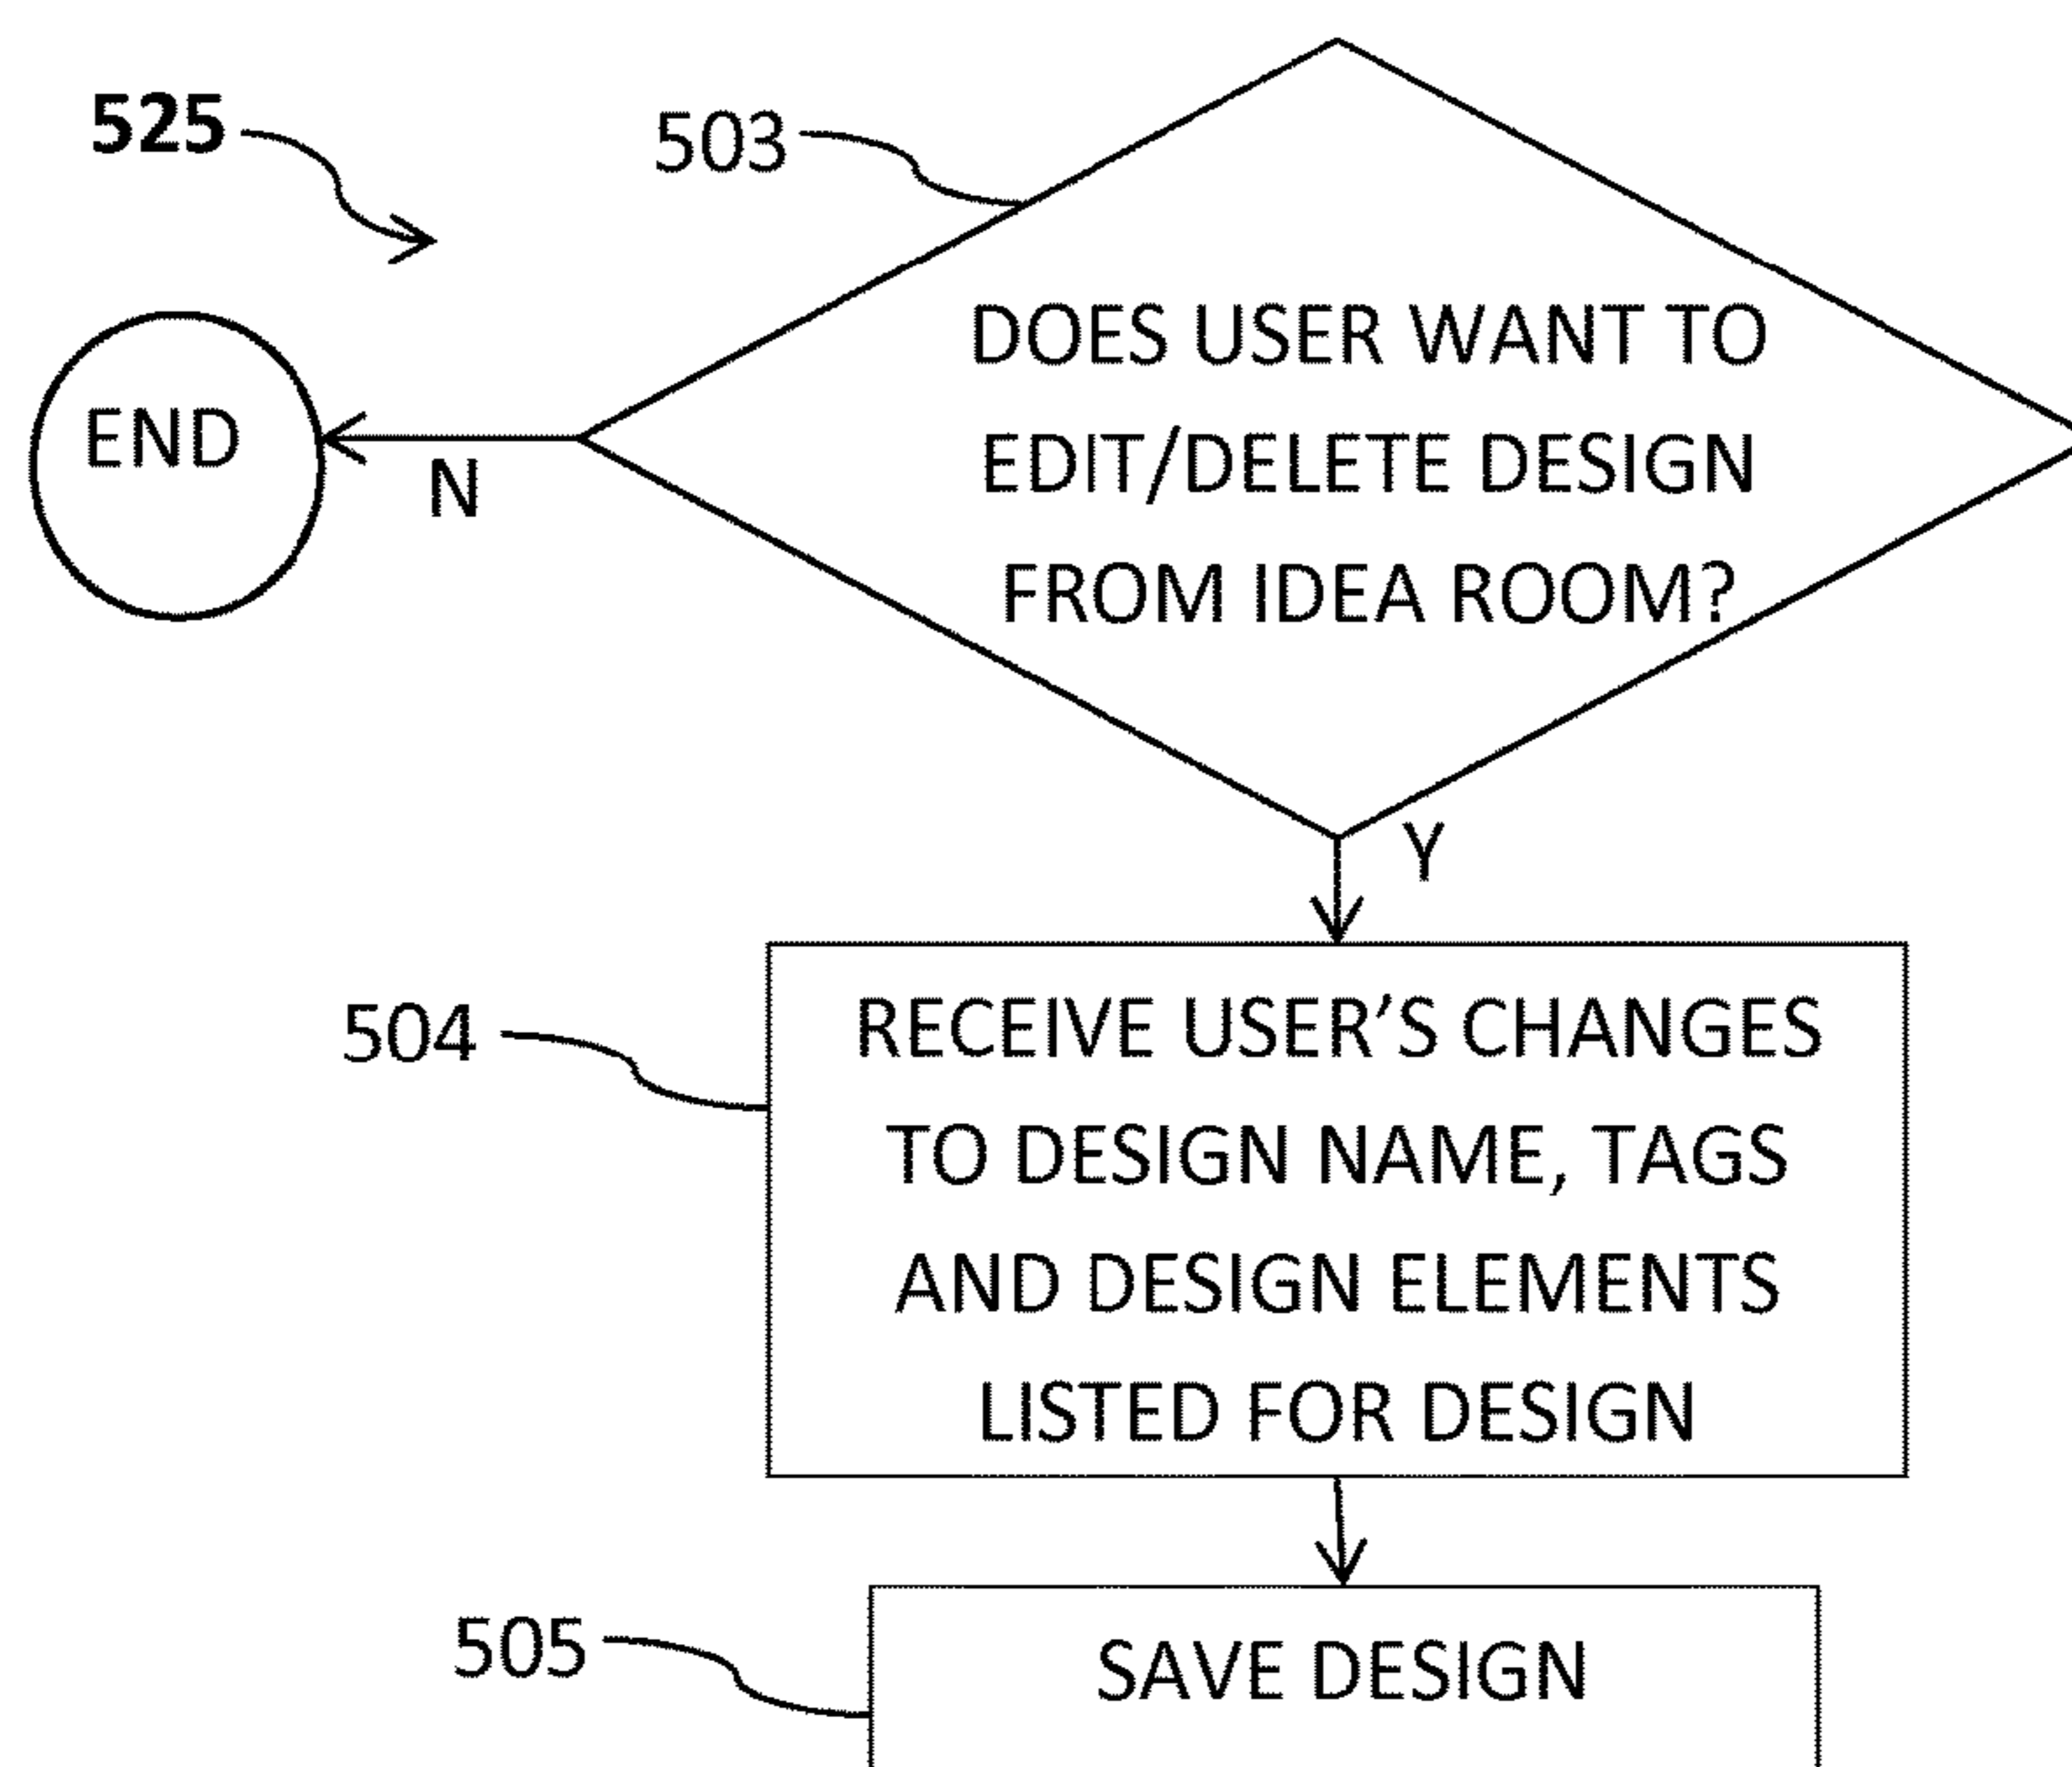 525
503
DOES USER WANT TO
EDIT/DELETE DESIGN
FROM IDEA ROOM?
END
N
Y
504
RECEIVE USER’S CHANGES
TO DESIGN NAME, TAGS
AND DESIGN ELEMENTS
LISTED FOR DESIGN
505
SAVE DESIGN